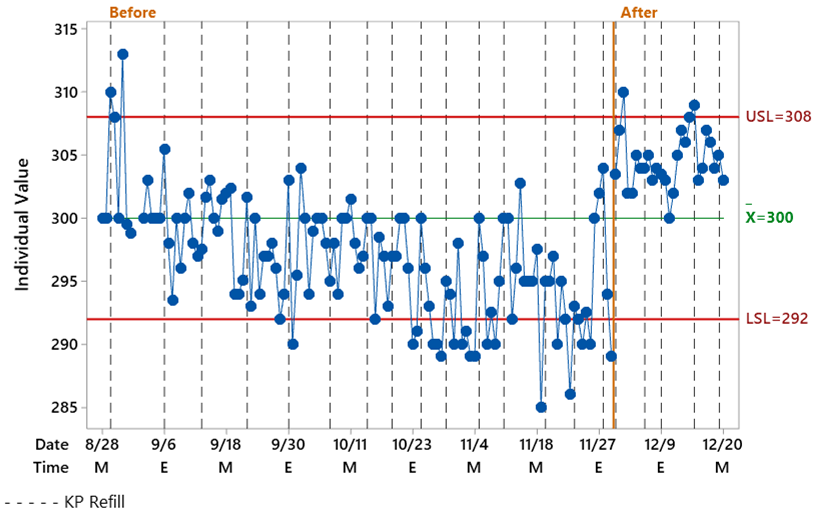 Before After
315
310
305
300
295
290
285
Individual Value
USL=308
X̄=300
LSL=292
Date 8/28 9/6 9/18 9/30 10/11 10/23 11/4 11/18 11/27 12/9 12/20
Time M E M E M E M M E E M
- - - - - KP Refill